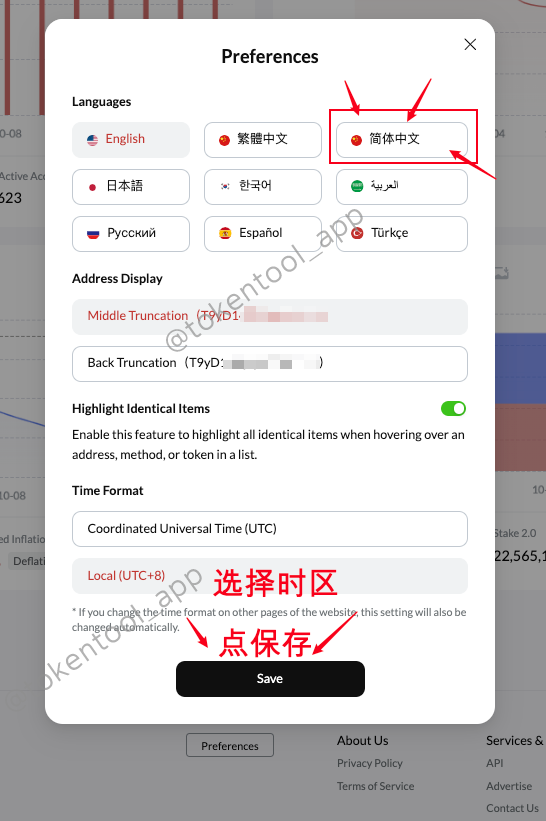 Preferences
Languages
English
繁體中文
简体中文
日本語
한국어
العربية
Русский
Español
Türkçe
Address Display
Middle Truncation (T9yD1
Back Truncation (T9yD1 )
Highlight Identical Items
Enable this feature to highlight all identical items when hovering over an
address, method, or token in a list.
Time Format
Coordinated Universal Time (UTC)
Local (UTC+8)
选择时区
* If you change the time format on other pages of the website, this setting will also be
changed automatically.
点保存
Save
@tokentool_app
okentool_app
0-08
04
Active Acc
623
10-08
10-
ed Inflatio
Deflat
Stake 2.0
22,565,1
Preferences
About Us
Privacy Policy
Terms of Service
Services &
API
Advertise
Contact Us